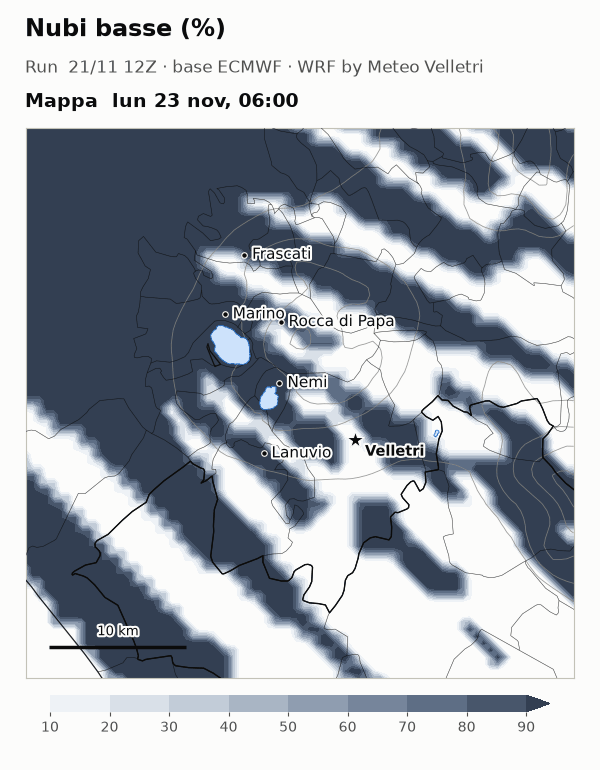 Nubi basse (%)
Run 21/11 12Z · base ECMWF · WRF by Meteo Velletri
Mappa lun 23 nov, 06:00
Frascati
Marino
Rocca di Papa
Nemi
Velletri
Lanuvio
10 km
10 20 30 40 50 60 70 80 90